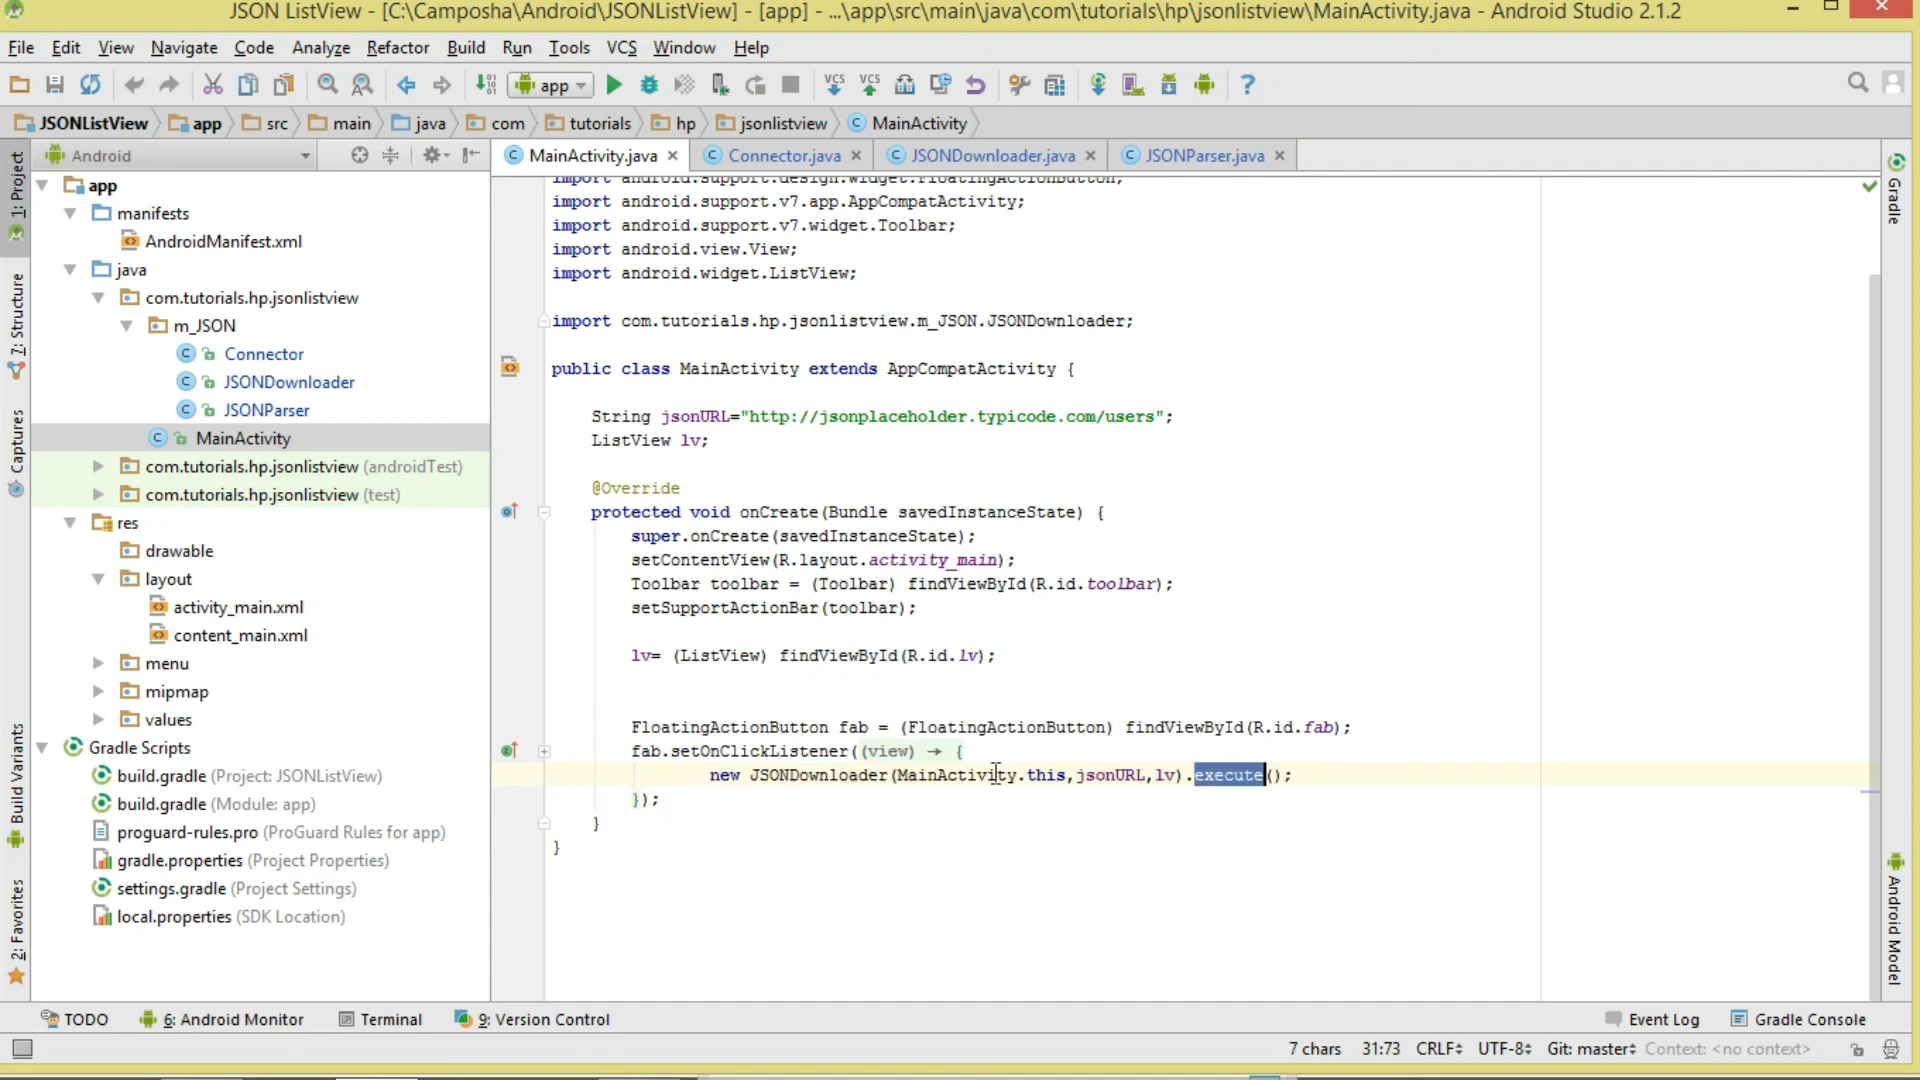 JSON ListView - [C:\Camposha\Android\JSONListView] - [app] - ...\app\src\main\java\com\tutorials\hp\jsonlistview\MainActivity.java - Android Studio 2.1.2
File Edit View Navigate Code Analyze Refactor Build Run Tools VCS Window Help
app VCS VCS ?
JSONListView app src main java com tutorials hp jsonlistview MainActivity
Android
MainActivity.java Connector.java JSONDownloader.java JSONParser.java
1: Project
7: Structure
Captures
Build Variants
2: Favorites
app
manifests
AndroidManifest.xml
java
com.tutorials.hp.jsonlistview
m_JSON
Connector
JSONDownloader
JSONParser
MainActivity
com.tutorials.hp.jsonlistview (androidTest)
com.tutorials.hp.jsonlistview (test)
res
drawable
layout
activity_main.xml
content_main.xml
menu
mipmap
values
Gradle Scripts
build.gradle (Project: JSONListView)
build.gradle (Module: app)
proguard-rules.pro (ProGuard Rules for app)
gradle.properties (Project Properties)
settings.gradle (Project Settings)
local.properties (SDK Location)
import android.support.design.widget.FloatingActionButton;
import android.support.v7.app.AppCompatActivity;
import android.support.v7.widget.Toolbar;
import android.view.View;
import android.widget.ListView;
import com.tutorials.hp.jsonlistview.m_JSON.JSONDownloader;
public class MainActivity extends AppCompatActivity {
String jsonURL="http://jsonplaceholder.typicode.com/users";
ListView lv;
@Override
protected void onCreate(Bundle savedInstanceState) {
super.onCreate(savedInstanceState);
setContentView(R.layout.activity_main);
Toolbar toolbar = (Toolbar) findViewById(R.id.toolbar);
setSupportActionBar(toolbar);
lv= (ListView) findViewById(R.id.lv);
FloatingActionButton fab = (FloatingActionButton) findViewById(R.id.fab);
fab.setOnClickListener((view) → {
new JSONDownloader(MainActivity.this,jsonURL,lv).execute();
});
}
}
Gradle
Android Model
TODO 6: Android Monitor Terminal 9: Version Control Event Log Gradle Console
7 chars 31:73 CRLF UTF-8 Git: master Context: <no context>